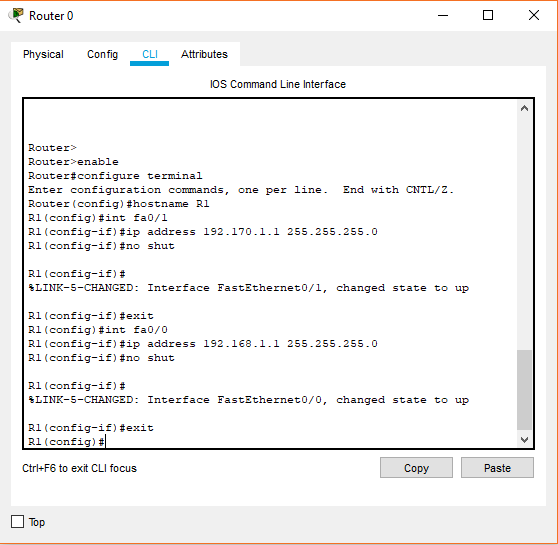 Router 0
Physical Config CLI Attributes
IOS Command Line Interface
Router>
Router>enable
Router#configure terminal
Enter configuration commands, one per line.  End with CNTL/Z.
Router(config)#hostname R1
R1(config)#int fa0/1
R1(config-if)#ip address 192.170.1.1 255.255.255.0
R1(config-if)#no shut
R1(config-if)#
%LINK-5-CHANGED: Interface FastEthernet0/1, changed state to up
R1(config-if)#exit
R1(config)#int fa0/0
R1(config-if)#ip address 192.168.1.1 255.255.255.0
R1(config-if)#no shut
R1(config-if)#
%LINK-5-CHANGED: Interface FastEthernet0/0, changed state to up
R1(config-if)#exit
R1(config)#
Ctrl+F6 to exit CLI focus Copy Paste
Top